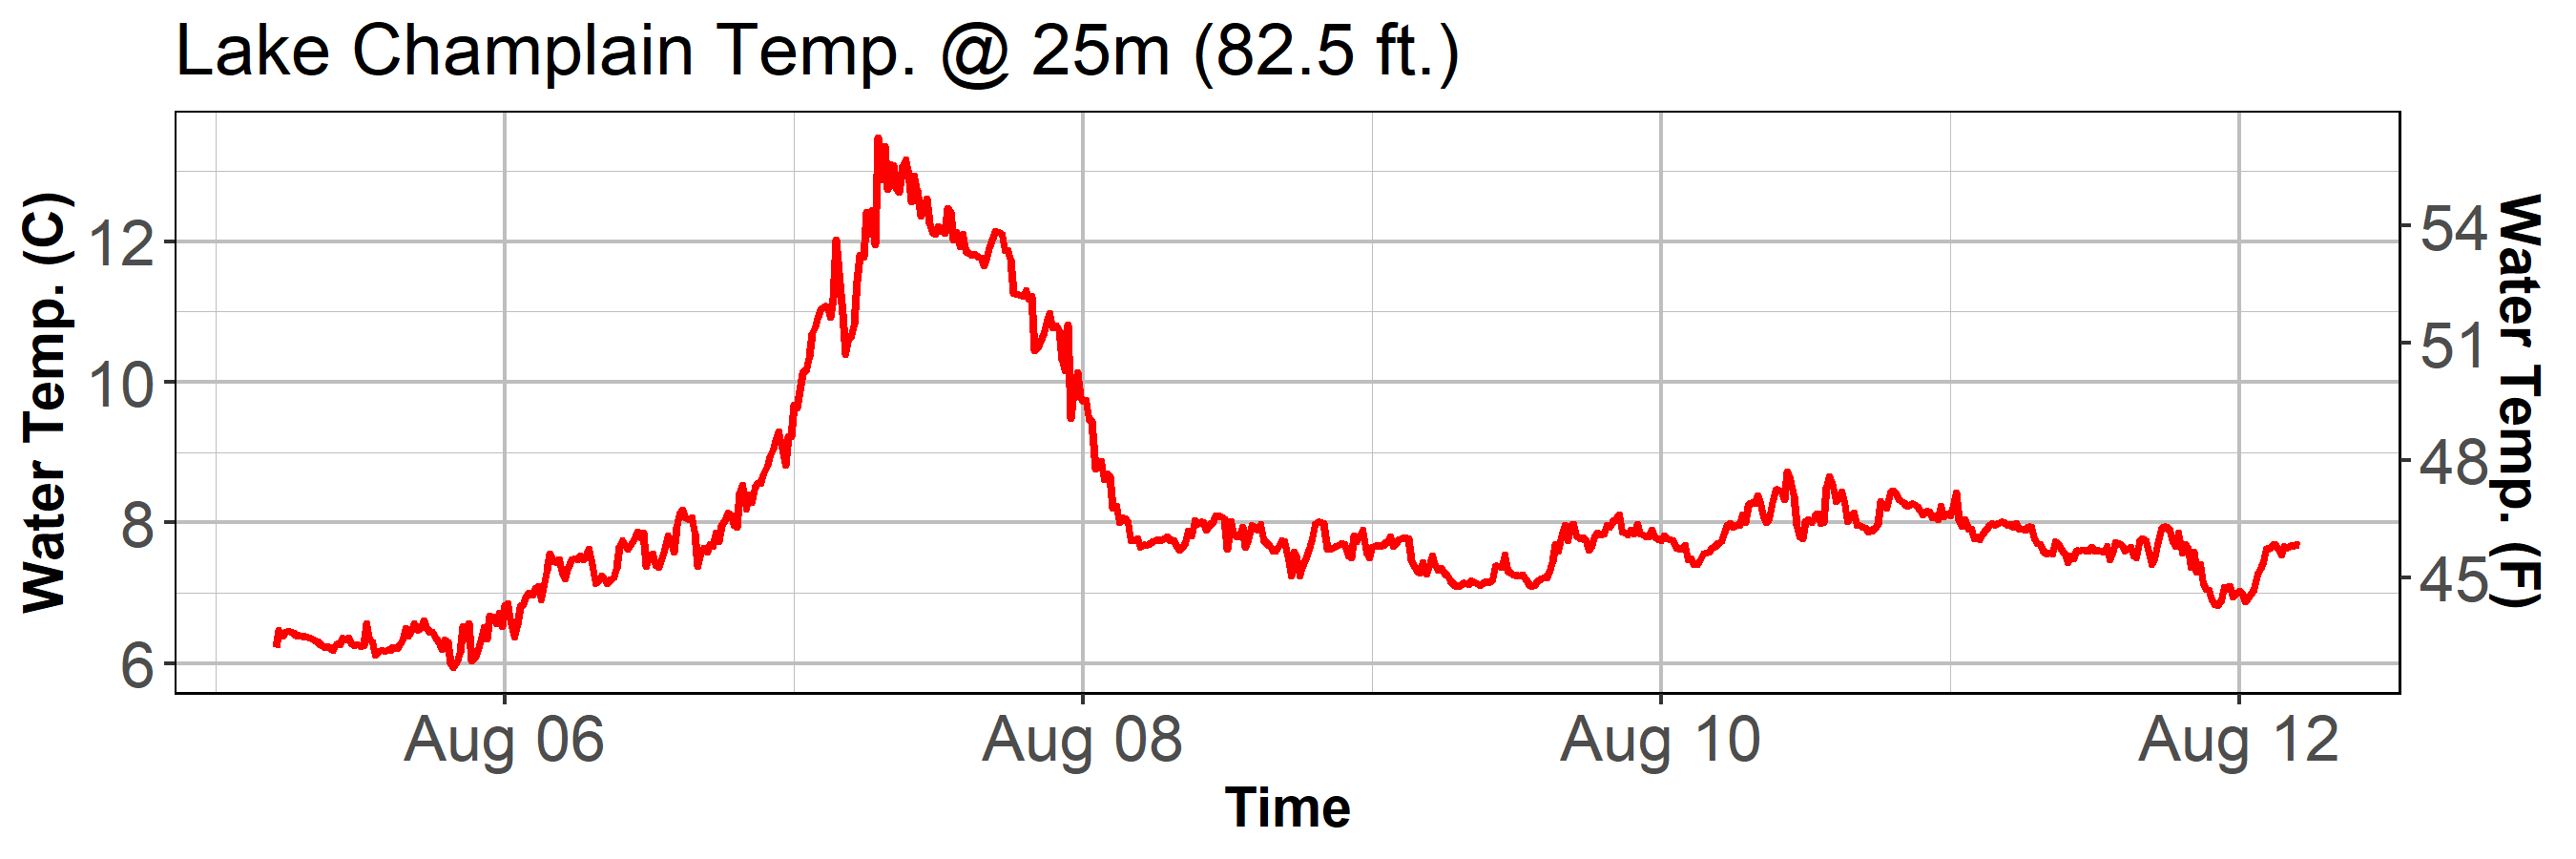 Lake Champlain Temp. @ 25m (82.5 ft.)
Water Temp. (C)
12
10
8
6
54
51
48
45
Water Temp. (F)
Aug 06 Aug 08 Aug 10 Aug 12
Time